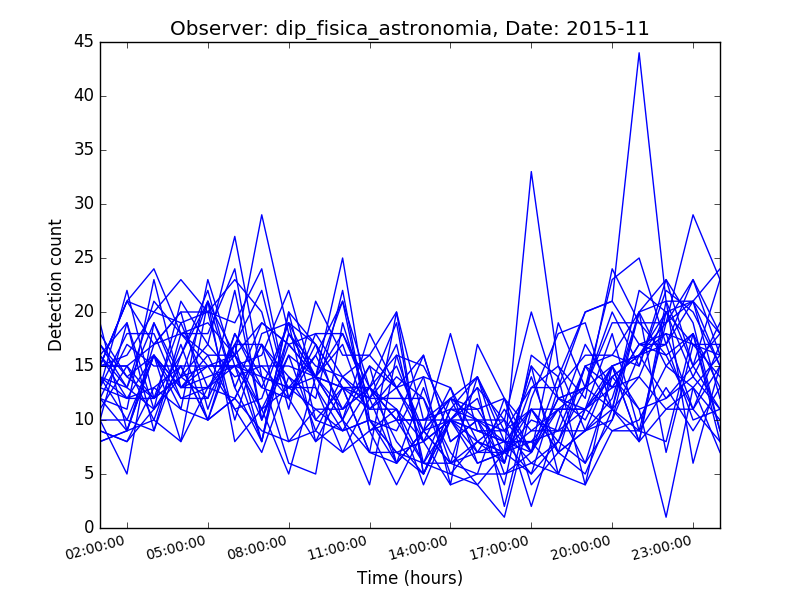 Observer: dip_fisica_astronomia, Date: 2015-11
45
40
35
30
25
20
15
10
5
0
Detection count
02:00:00 05:00:00 08:00:00 11:00:00 14:00:00 17:00:00 20:00:00 23:00:00
Time (hours)